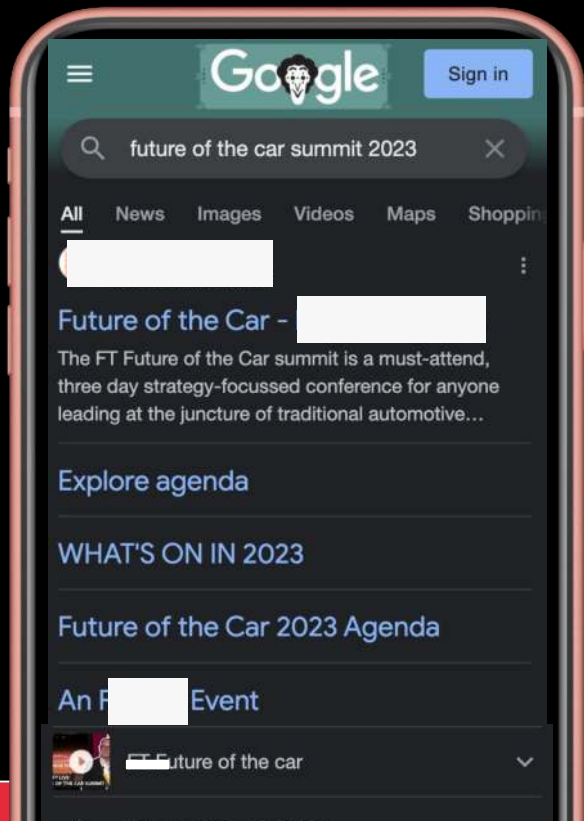 Google
Sign in
future of the car summit 2023
All News Images Videos Maps Shopping
Future of the Car -
The FT Future of the Car summit is a must-attend,
three day strategy-focussed conference for anyone
leading at the juncture of traditional automotive...
Explore agenda
WHAT'S ON IN 2023
Future of the Car 2023 Agenda
An F Event
Future of the car